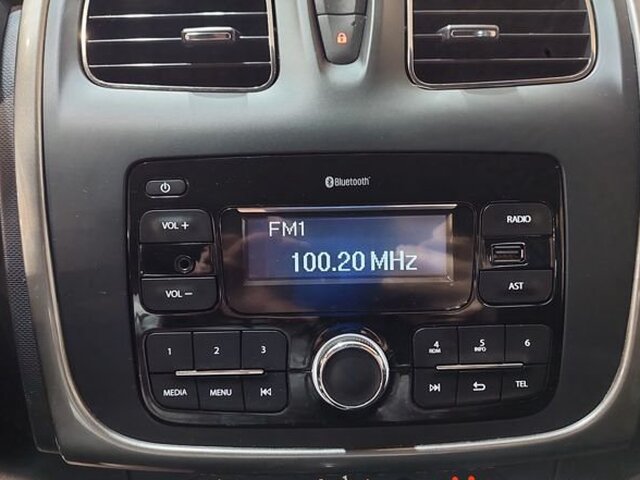 Bluetooth
VOL +
RADIO
FM1
100.20 MHz
VOL −
AST
1 2 3
4 RDM 5 INFO 6
MEDIA MENU
TEL